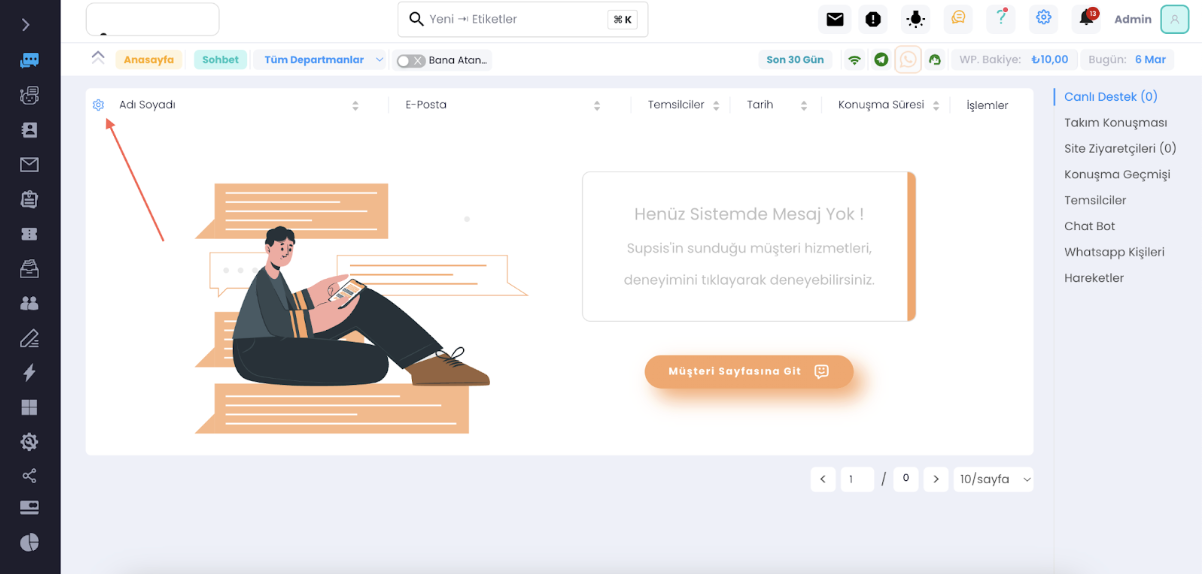 Yeni ⇥ Etiketler
⌘ K
13
Admin
Anasayfa
Sohbet
Tüm Departmanlar
Bana Atan...
Son 30 Gün
WP. Bakiye: ₺10,00
Bugün: 6 Mar
Adı Soyadı
E-Posta
Temsilciler
Tarih
Konuşma Süresi
İşlemler
Henüz Sistemde Mesaj Yok !
Supsis'in sunduğu müşteri hizmetleri,
deneyimini tıklayarak deneyebilirsiniz.
Müşteri Sayfasına Git
1 / 0
10/sayfa
Canlı Destek (0)
Takım Konuşması
Site Ziyaretçileri (0)
Konuşma Geçmişi
Temsilciler
Chat Bot
Whatsapp Kişileri
Hareketler